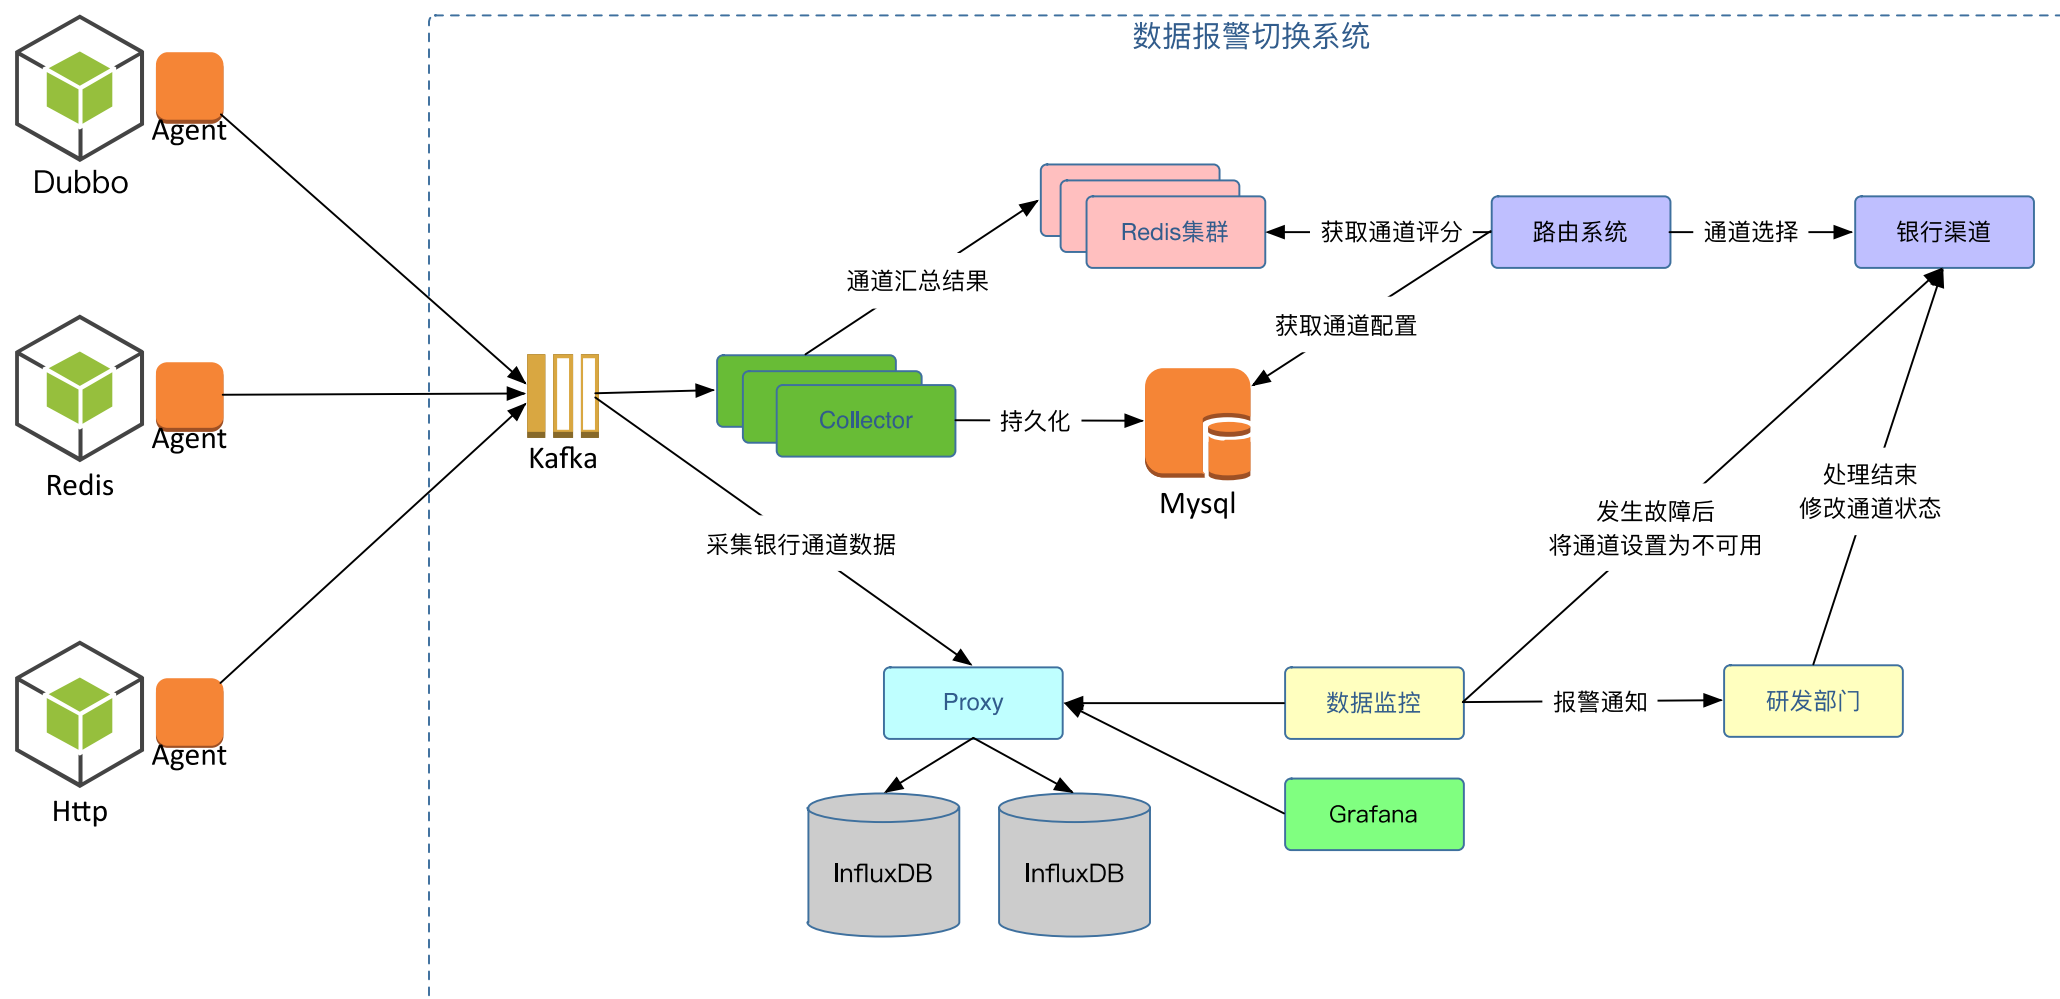 数据报警切换系统
Agent
Dubbo
Redis集群
获取通道评分
路由系统
通道选择
银行渠道
通道汇总结果
获取通道配置
Agent
Redis
Kafka
Collector
持久化
Mysql
处理结束
修改通道状态
发生故障后
将通道设置为不可用
采集银行通道数据
Agent
Http
Proxy
数据监控
报警通知
研发部门
Grafana
InfluxDB
InfluxDB